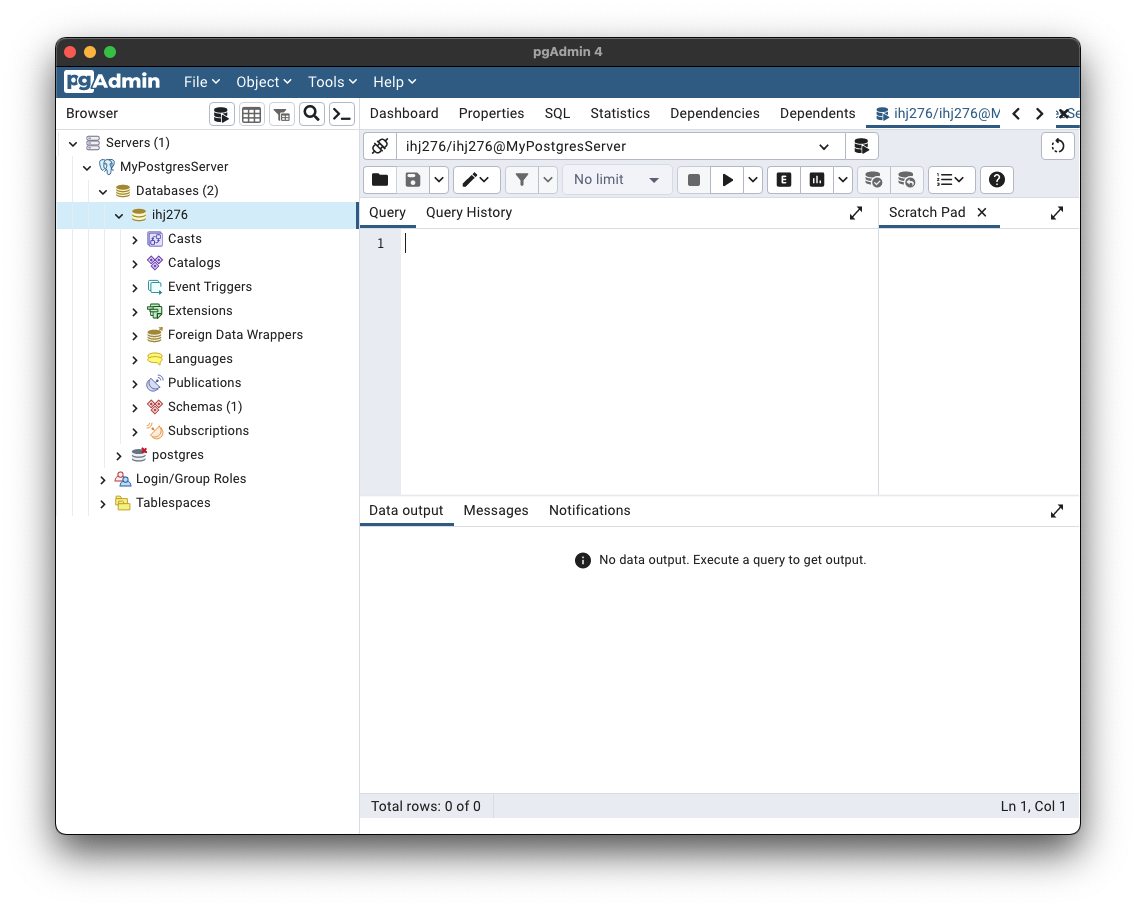 pgAdmin 4
pgAdmin File Object Tools Help
Browser
Dashboard Properties SQL Statistics Dependencies Dependents ihj276/ihj276@M
Servers (1)
MyPostgresServer
Databases (2)
ihj276
Casts
Catalogs
Event Triggers
Extensions
Foreign Data Wrappers
Languages
Publications
Schemas (1)
Subscriptions
postgres
Login/Group Roles
Tablespaces
ihj276/ihj276@MyPostgresServer
No limit E
Query Query History
Scratch Pad
1
Data output Messages Notifications
No data output. Execute a query to get output.
Total rows: 0 of 0
Ln 1, Col 1